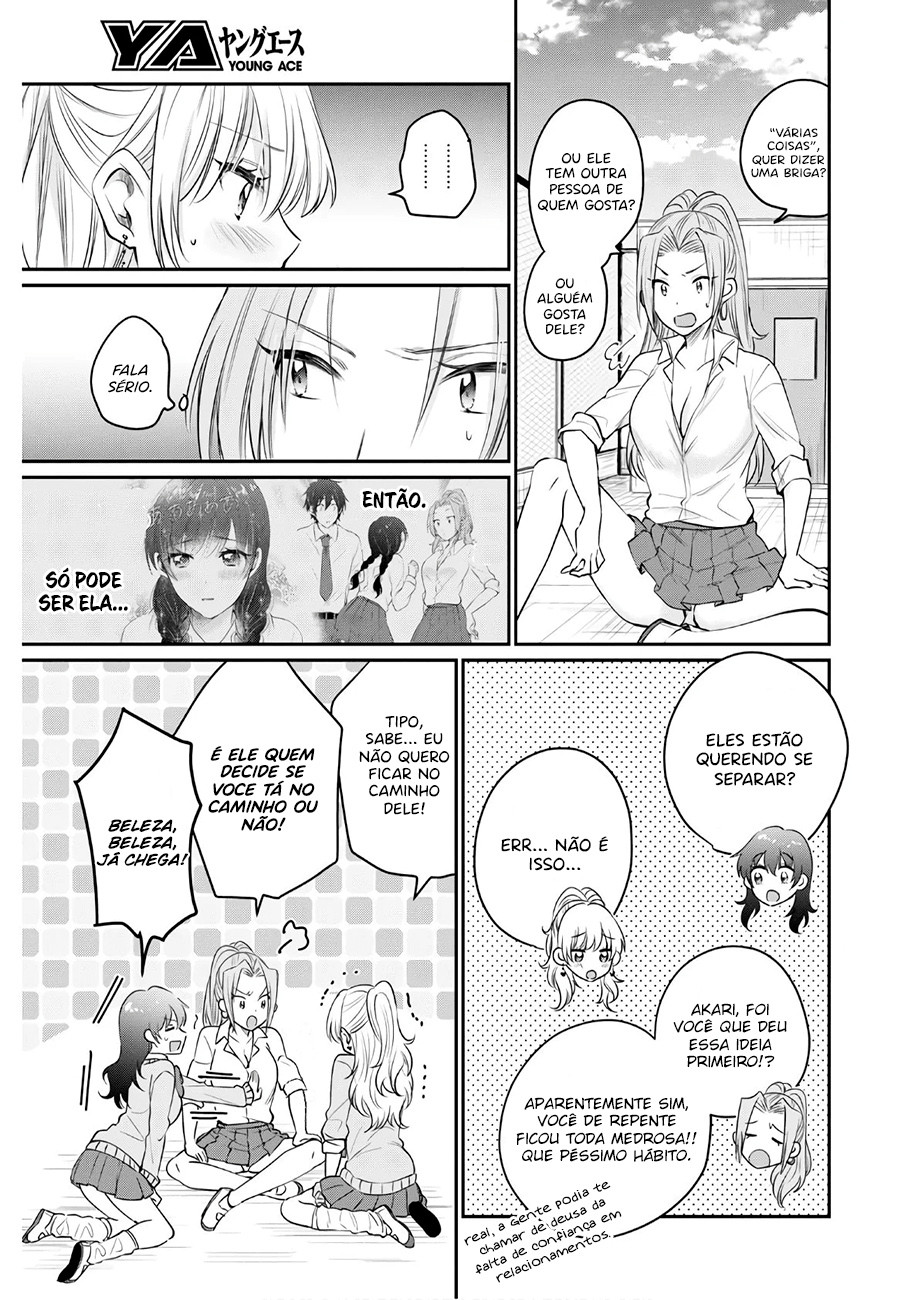 YA ヤングエース
YOUNG ACE
"VÁRIAS
COISAS",
QUER DIZER
UMA BRIGA?
OU ELE
TEM OUTRA
PESSOA DE
QUEM GOSTA?
OU
ALGUÉM
GOSTA
DELE?
......
FALA
SÉRIO.
ENTÃO.
SÓ PODE
SER ELA...
ELES ESTÃO
QUERENDO SE
SEPARAR?
ERR... NÃO É
ISSO...
AKARI, FOI
VOCÊ QUE DEU
ESSA IDEIA
PRIMEIRO!?
APARENTEMENTE SIM,
VOCÊ DE REPENTE
FICOU TODA MEDROSA!!
QUE PÉSSIMO HÁBITO.
real, a gente podia te
chamar de deusa da
falta de confiança em
relacionamentos.
TIPO,
SABE... EU
NÃO QUERO
FICAR NO
CAMINHO
DELE!
É ELE QUEM
DECIDE SE
VOCE TÁ NO
CAMINHO OU
NÃO!
BELEZA,
BELEZA,
JÁ CHEGA!